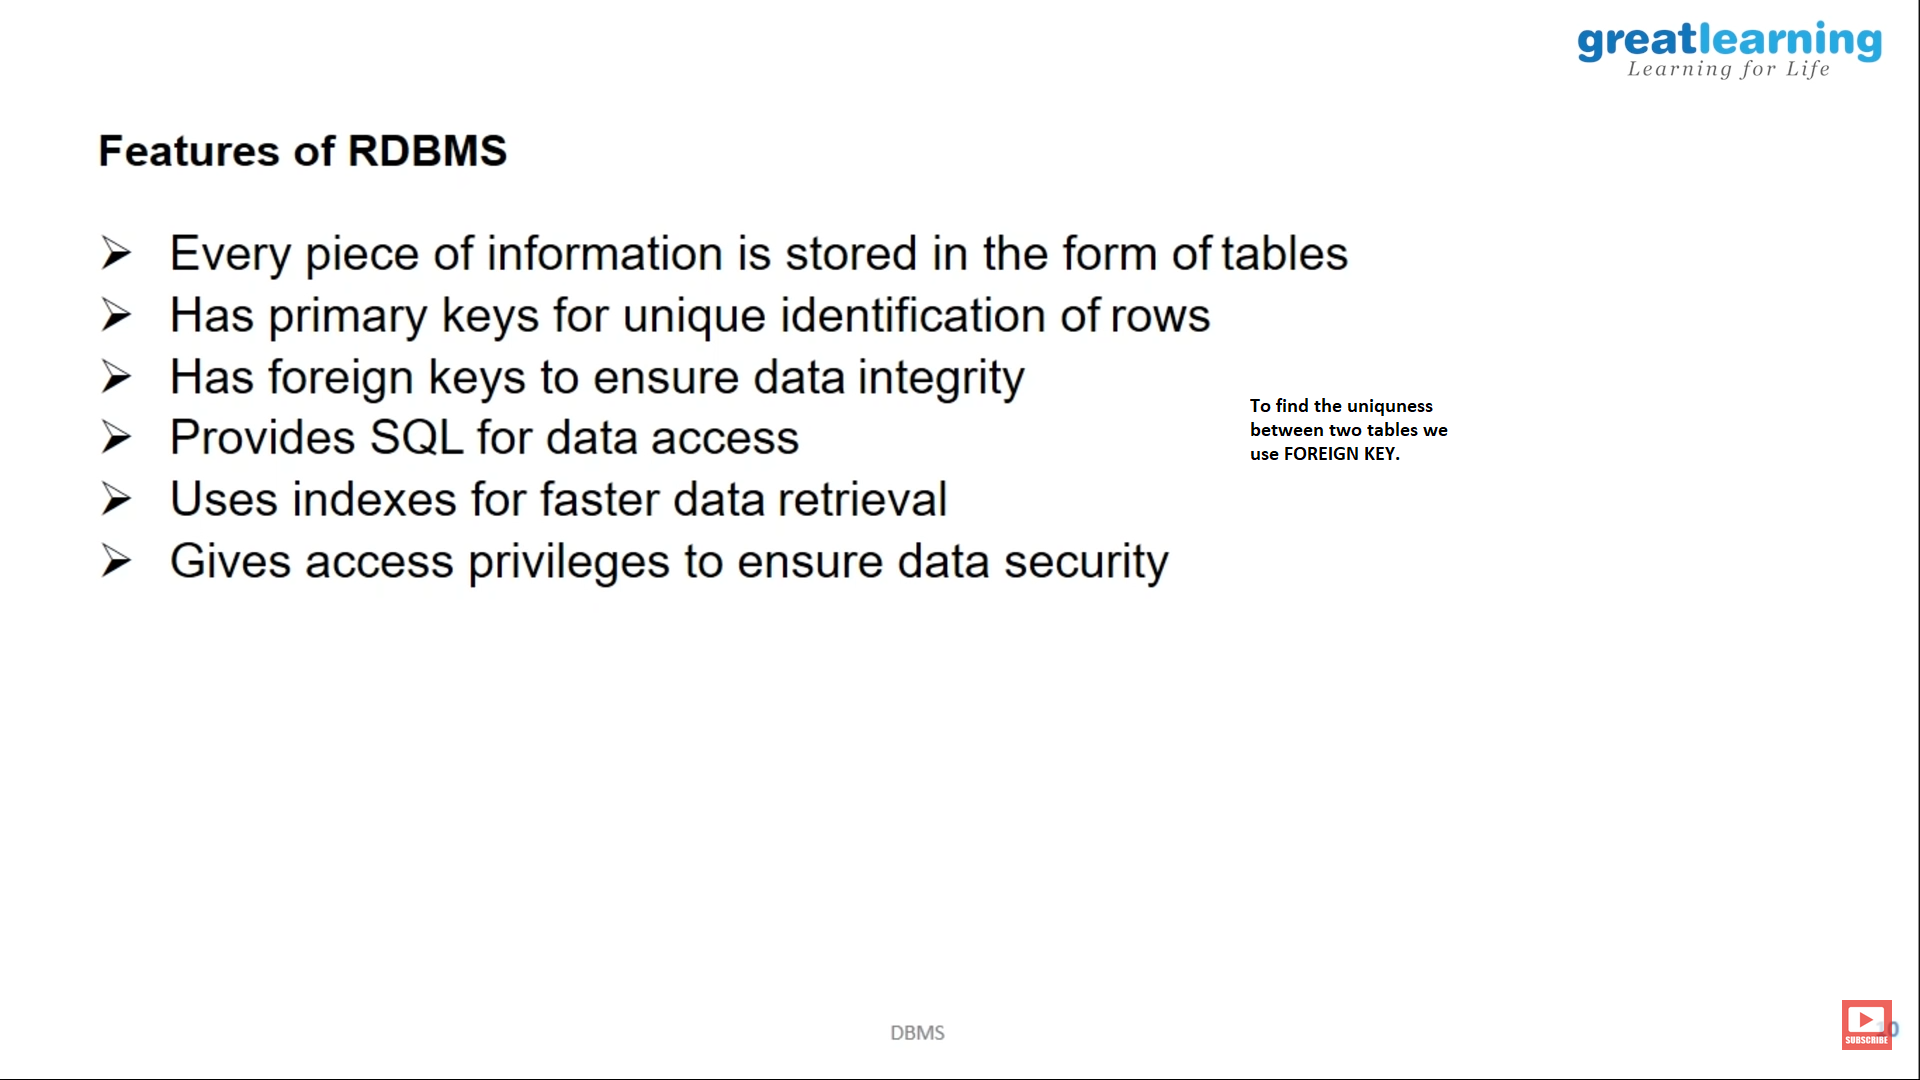 greatlearning
Learning for Life
Features of RDBMS
➢ Every piece of information is stored in the form of tables
➢ Has primary keys for unique identification of rows
➢ Has foreign keys to ensure data integrity
To find the uniquness
between two tables we
use FOREIGN KEY.
➢ Provides SQL for data access
➢ Uses indexes for faster data retrieval
➢ Gives access privileges to ensure data security
DBMS
SUBSCRIBE